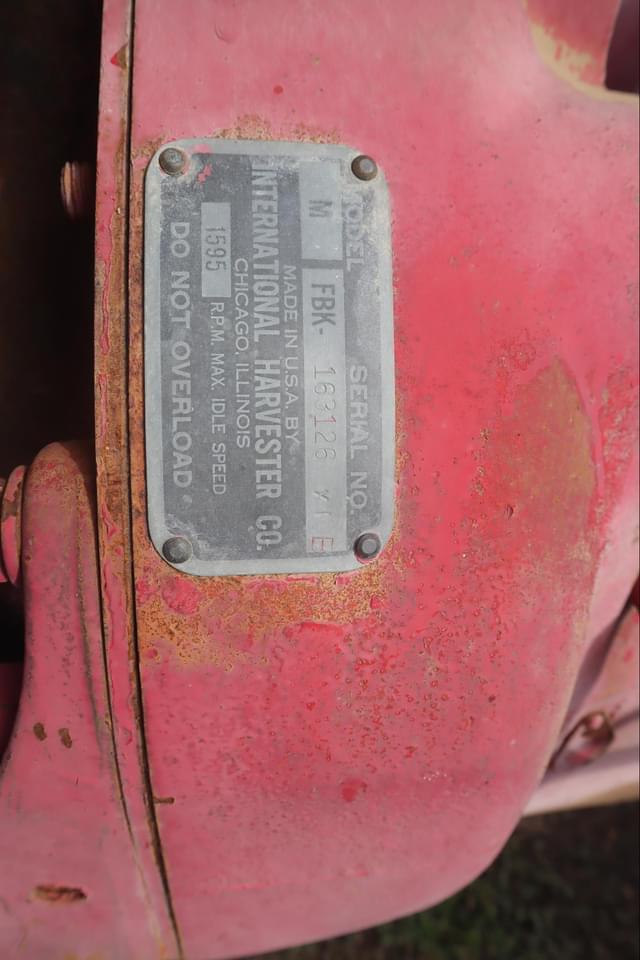 MODEL SERIAL NO.
M FBK- 163126 X1 E
MADE IN U.S.A. BY
INTERNATIONAL HARVESTER CO.
CHICAGO, ILLINOIS
1595 R.P.M. MAX. IDLE SPEED
DO NOT OVERLOAD